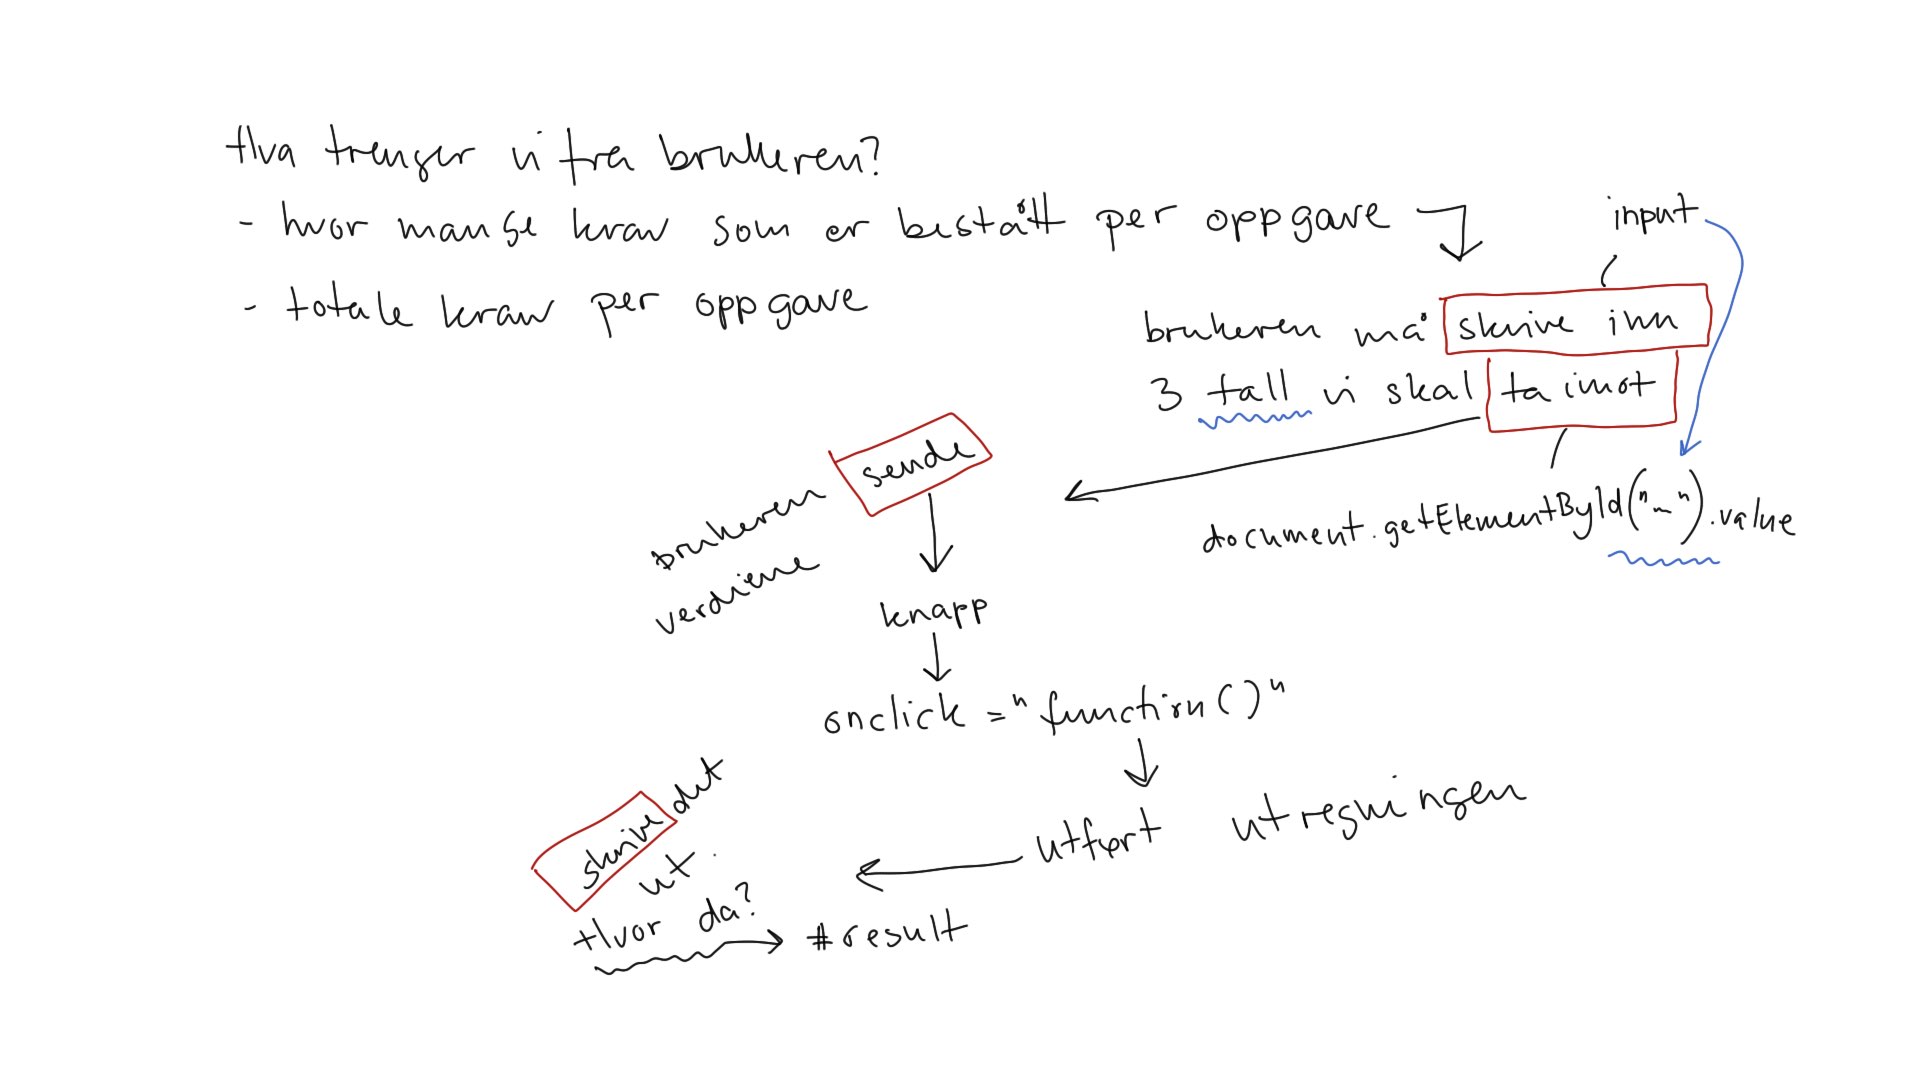 Hva trenger vi fra brukeren?
- hvor mange krav som er bestått per oppgave
- totale krav per oppgave
input
brukeren må skrive inn
3 tall vi skal ta imot
document.getElementById("_").value
brukeren sende
verdiene
knapp
onclick = "function()"
utført utregningen
skrive det
ut.
Hvor da?
#result